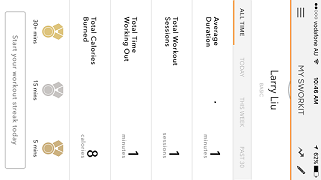 vodafone AU 10:46 AM 62%
MY SWORKIT
Larry Liu
BASIC
ALL TIME TODAY THIS WEEK PAST 30
Average Duration 1 minutes
Total Workout Sessions 1 sessions
Total Time Working Out 1 minutes
Total Calories Burned 8 calories
30+ mins 15 mins 5 mins
Start your workout streak today